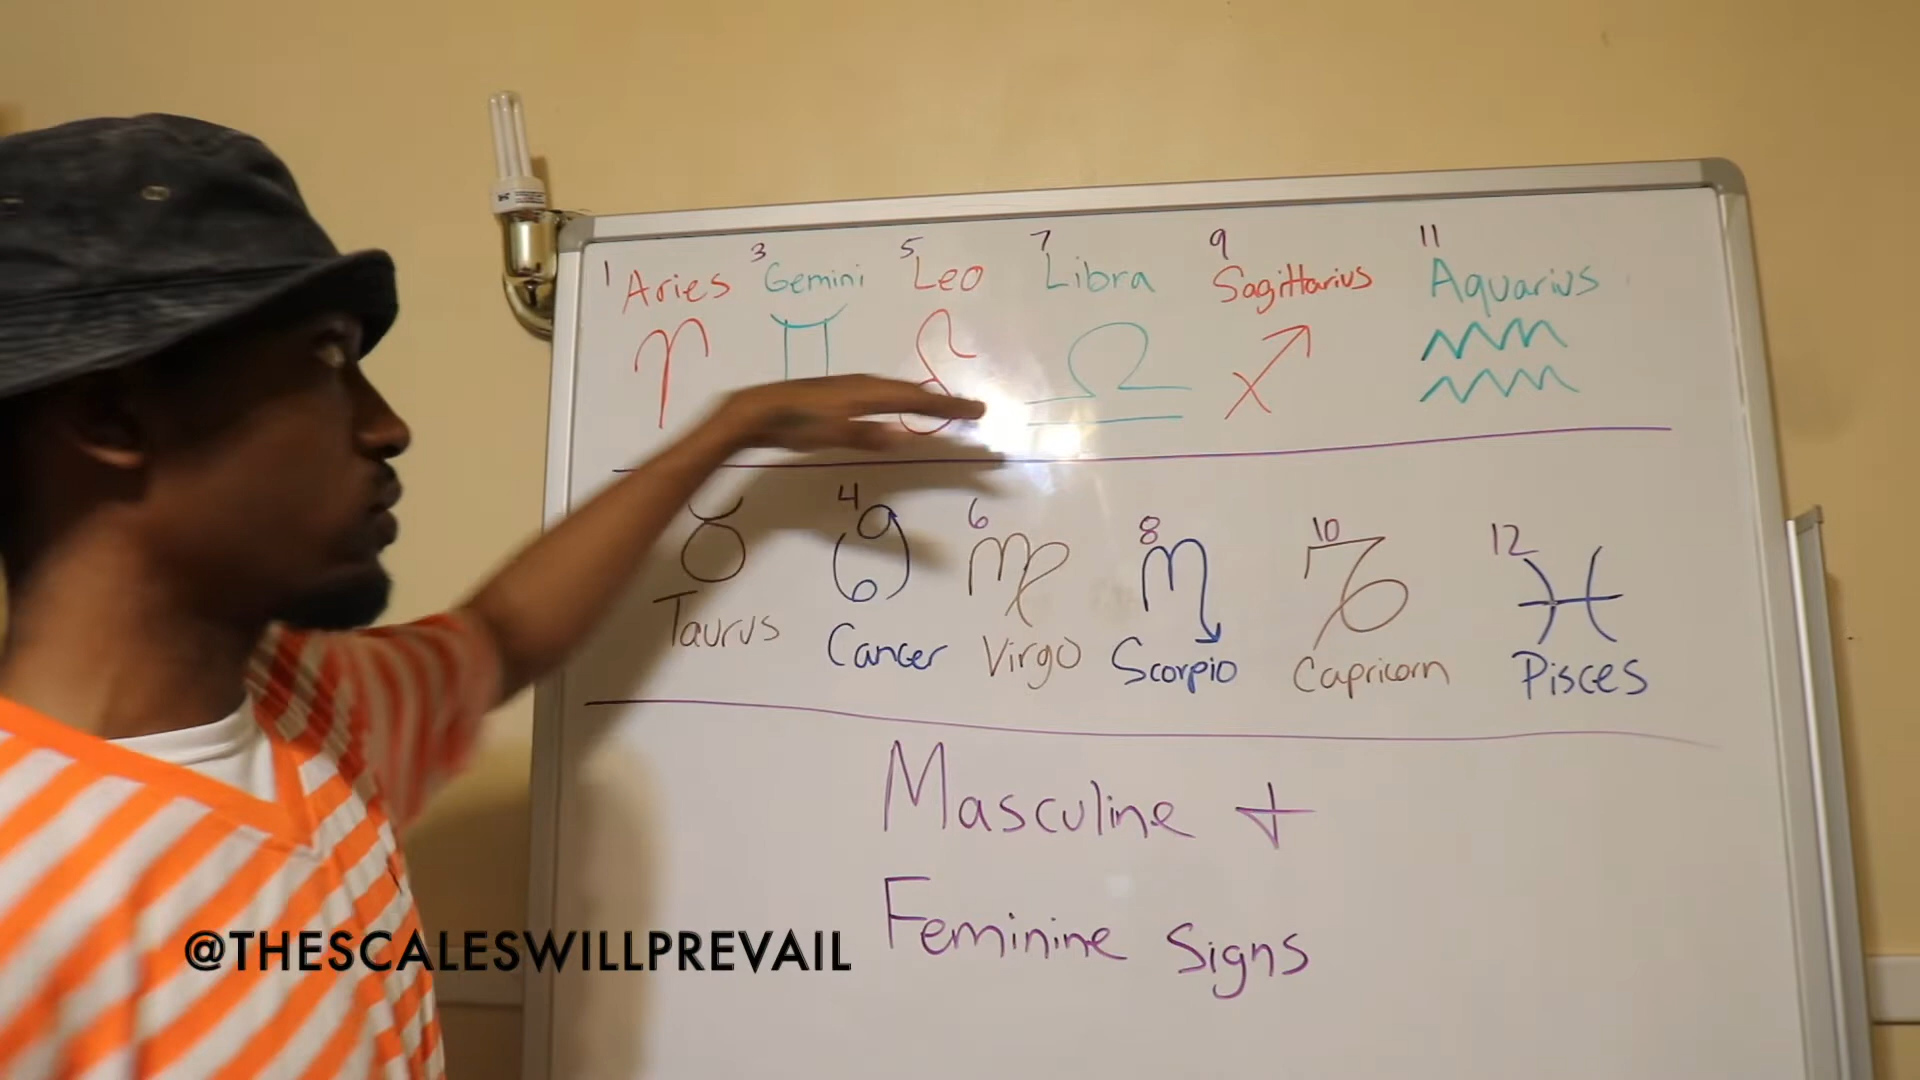 1 3 5 7 9 11
Aries Gemini Leo Libra Sagittarius Aquarius
4 6 8 10 12
Taurus Cancer Virgo Scorpio Capricorn Pisces
Masculine +
Feminine Signs
@THESCALESWILLPREVAIL